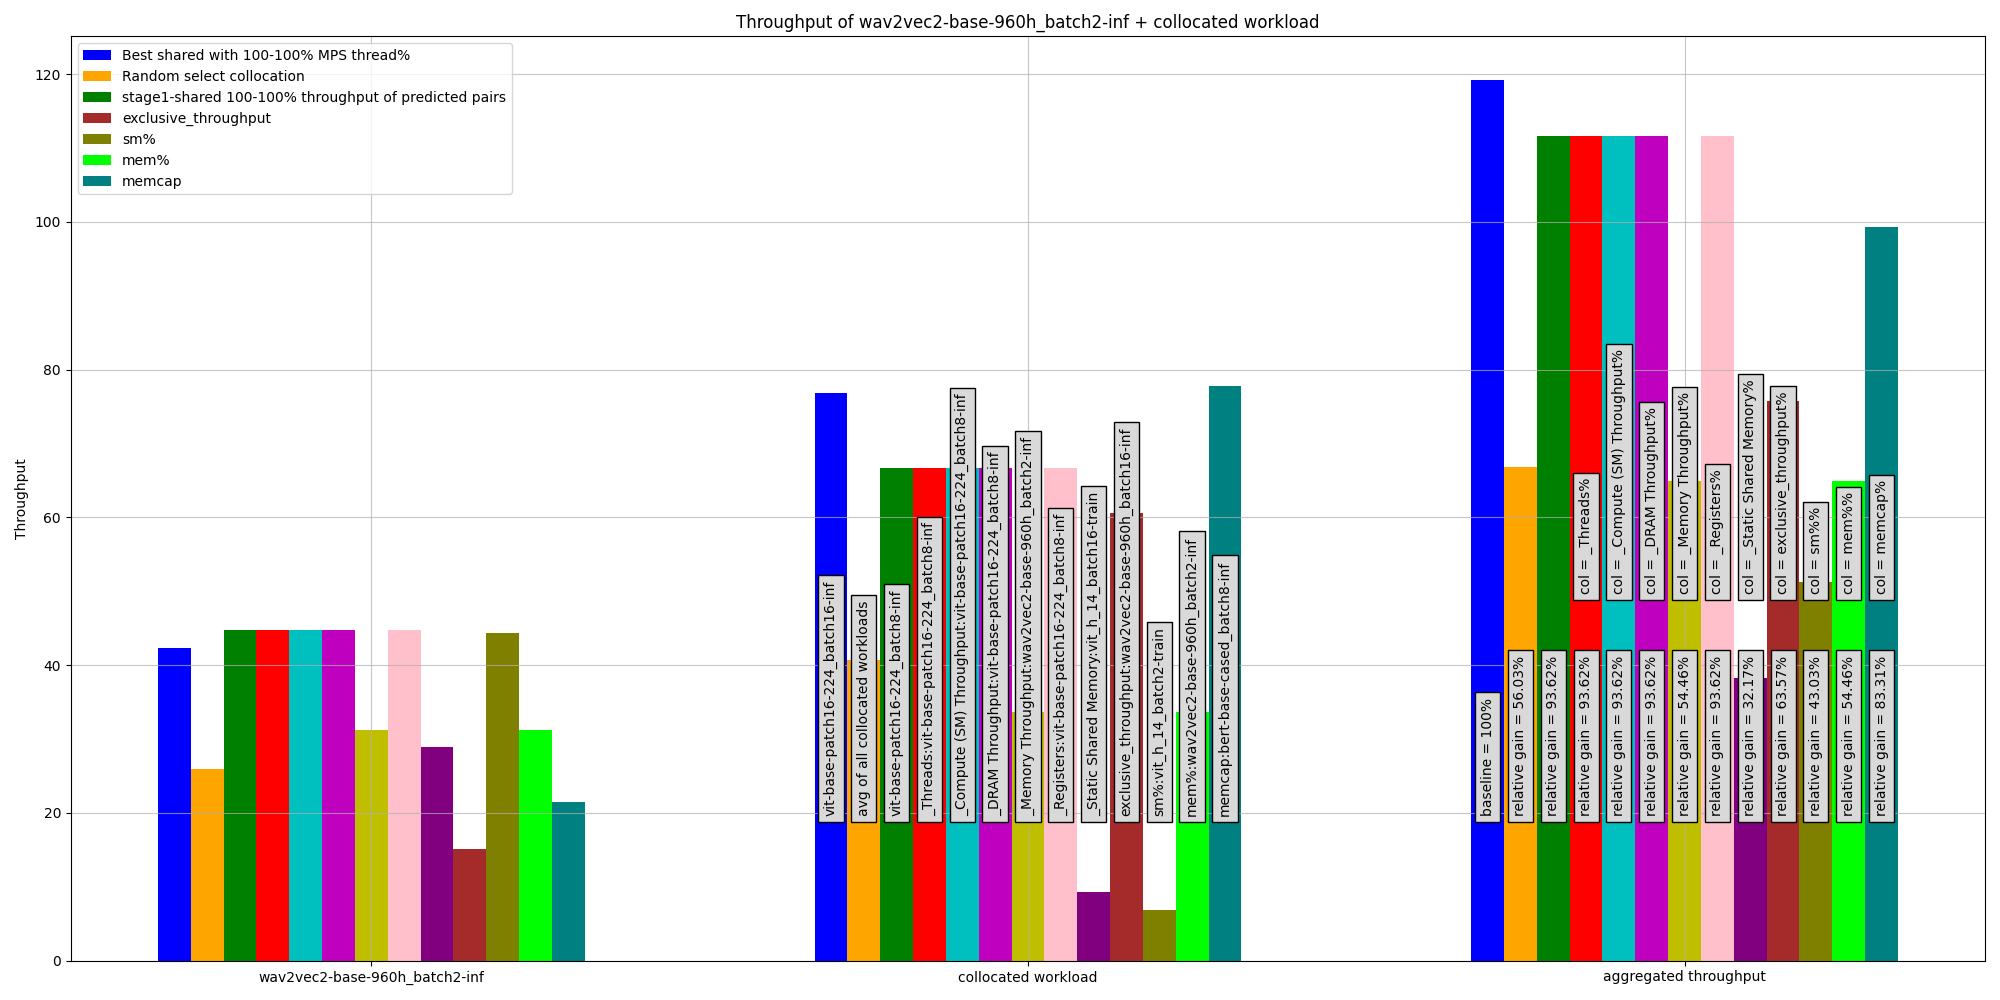 Throughput of wav2vec2-base-960h_batch2-inf + collocated workload
Best shared with 100-100% MPS thread%
Random select collocation
stage1-shared 100-100% throughput of predicted pairs
exclusive_throughput
sm%
mem%
memcap
Throughput
120
100
80
60
40
20
0
vit-base-patch16-224_batch16-inf
avg of all collocated workloads
vit-base-patch16-224_batch8-inf
_Threads:vit-base-patch16-224_batch8-inf
_Compute (SM) Throughput:vit-base-patch16-224_batch8-inf
_DRAM Throughput:vit-base-patch16-224_batch8-inf
_Memory Throughput:wav2vec2-base-960h_batch2-inf
_Registers:vit-base-patch16-224_batch8-inf
_Static Shared Memory:vit_h_14_batch16-train
exclusive_throughput:wav2vec2-base-960h_batch16-inf
sm%:vit_h_14_batch2-train
mem%:wav2vec2-base-960h_batch2-inf
memcap:bert-base-cased_batch8-inf
col = _Threads%
col = _Compute (SM) Throughput%
col = _DRAM Throughput%
col = _Memory Throughput%
col = _Registers%
col = _Static Shared Memory%
col = exclusive_throughput%
col = sm%%
col = mem%%
col = memcap%
baseline = 100%
relative gain = 56.03%
relative gain = 93.62%
relative gain = 93.62%
relative gain = 93.62%
relative gain = 93.62%
relative gain = 54.46%
relative gain = 93.62%
relative gain = 32.17%
relative gain = 63.57%
relative gain = 43.03%
relative gain = 54.46%
relative gain = 83.31%
wav2vec2-base-960h_batch2-inf
collocated workload
aggregated throughput